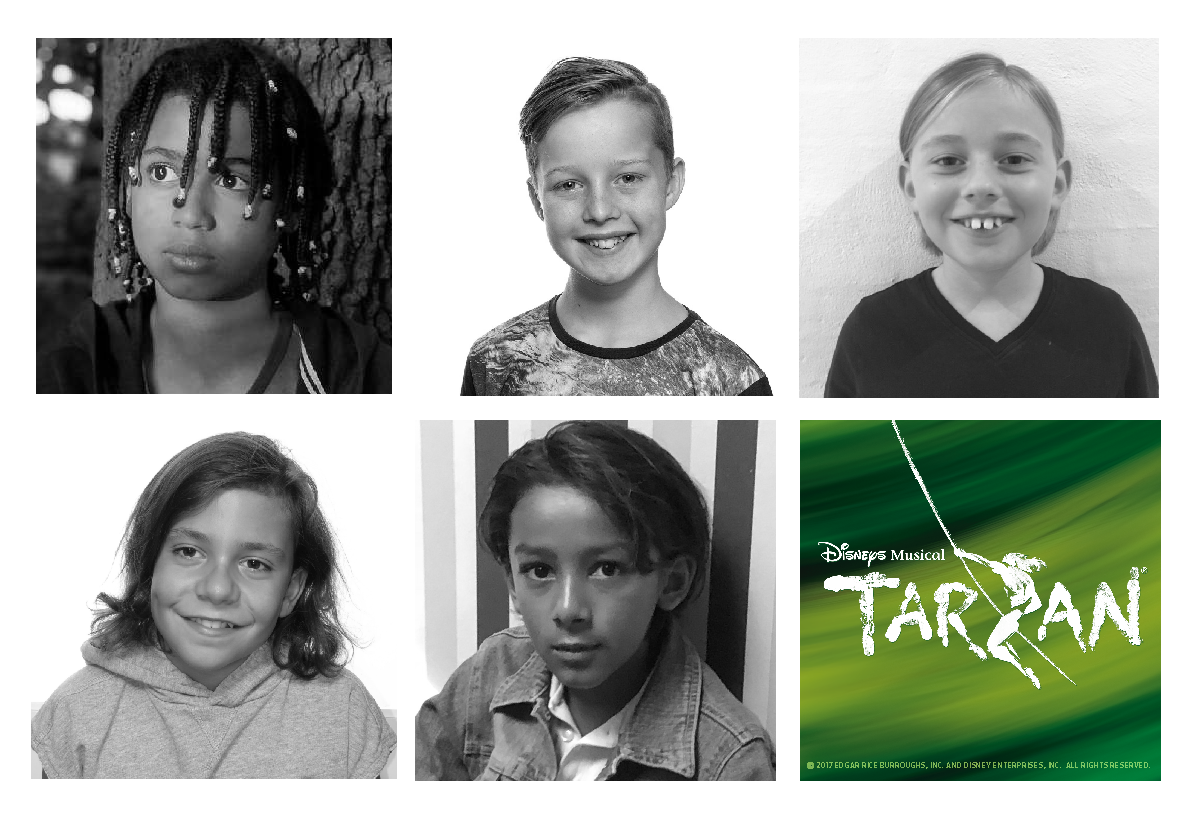 Disney's Musical
TARZAN
© 2017 EDGAR RICE BURROUGHS, INC. AND DISNEY ENTERPRISES, INC. ALL RIGHTS RESERVED.